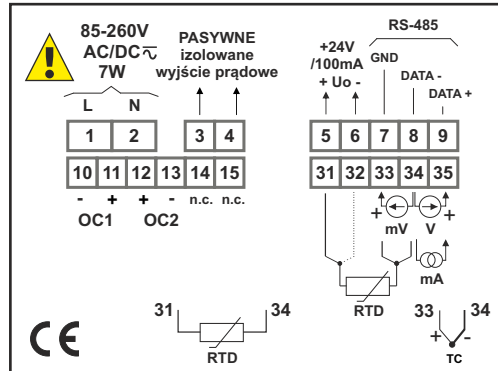 85-260V
AC/DC
7W
L N
PASYWNE
izolowane
wyjście prądowe
RS-485
+24V
/100mA
+ Uo -
GND
DATA -
DATA +
1 2 3 4
5 6 7 8 9
10 11 12 13 14 15
31 32 33 34 35
- + + - n.c. n.c.
OC1 OC2
+ +
mV V
mA
RTD
31 34
RTD
33 34
+ -
TC
CE